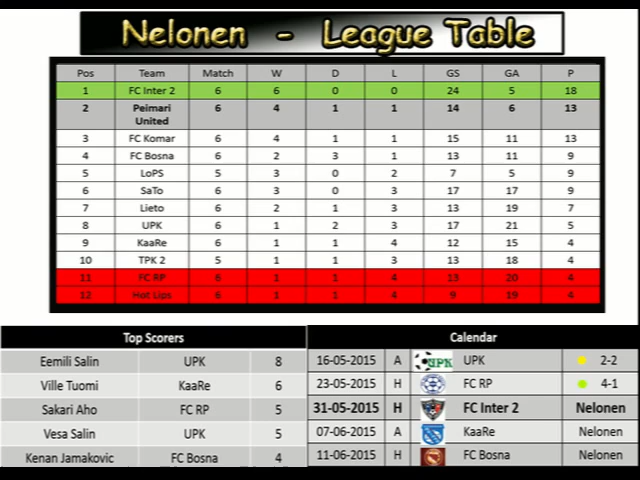 Nelonen - League Table
Pos Team Match W D L GS GA P
1 FC Inter 2 6 6 0 0 24 5 18
2 Peimari United 6 4 1 1 14 6 13
3 FC Komar 6 4 1 1 15 11 13
4 FC Bosna 6 2 3 1 13 11 9
5 LoPS 5 3 0 2 7 5 9
6 SaTo 6 3 0 3 17 17 9
7 Lieto 6 2 1 3 13 19 7
8 UPK 6 1 2 3 17 21 5
9 KaaRe 6 1 1 4 12 15 4
10 TPK 2 5 1 1 3 13 18 4
11 FC RP 6 1 1 4 13 20 4
12 Hot Lips 6 1 1 4 9 19 4
Top Scorers
Eemili Salin UPK 8
Ville Tuomi KaaRe 6
Sakari Aho FC RP 5
Vesa Salin UPK 5
Kenan Jamakovic FC Bosna 4
Calendar
16-05-2015 A UPK UPK 2-2
23-05-2015 H FC RP 4-1
31-05-2015 H FC Inter 2 Nelonen
07-06-2015 A KaaRe Nelonen
11-06-2015 H FC Bosna Nelonen